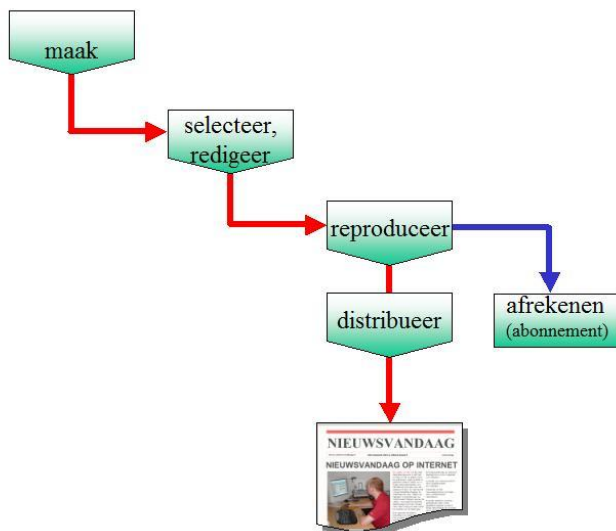 maak
selecteer,
redigeer
reproduceer
afrekenen
(abonnement)
distribueer
NIEUWSVANDAAG
NIEUWSVANDAAG OP INTERNET